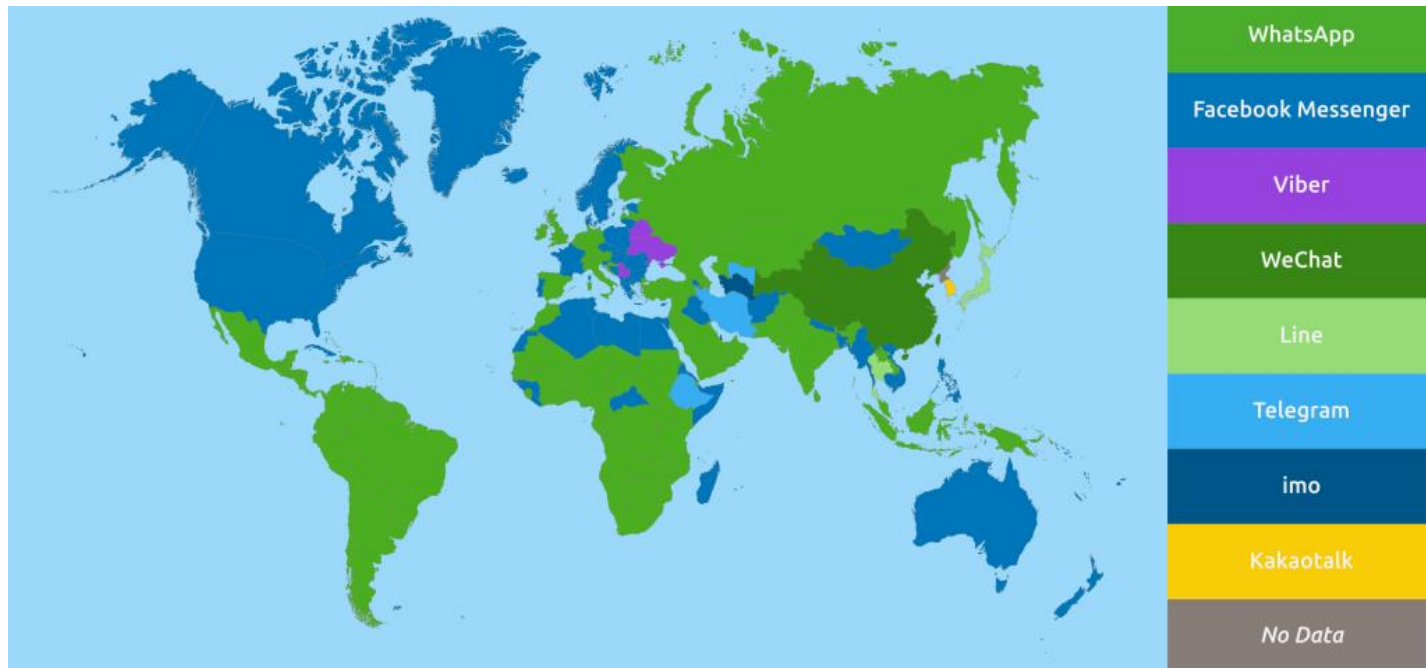 WhatsApp
Facebook Messenger
Viber
WeChat
Line
Telegram
imo
Kakaotalk
No Data